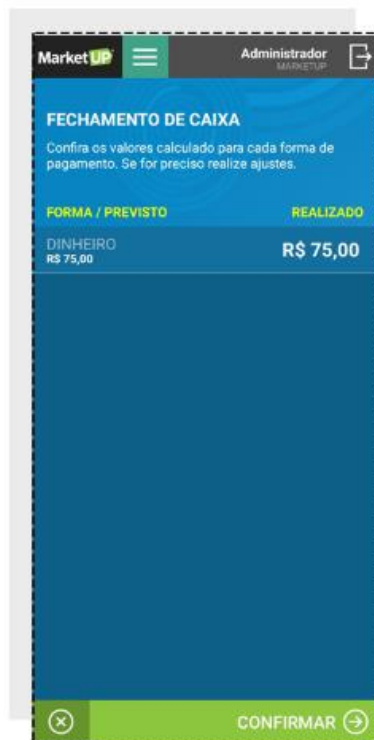 MarketUP
Administrador
MARKETUP
FECHAMENTO DE CAIXA
Confira os valores calculado para cada forma de
pagamento. Se for preciso realize ajustes.
FORMA / PREVISTO REALIZADO
DINHEIRO
R$ 75,00
R$ 75,00
CONFIRMAR